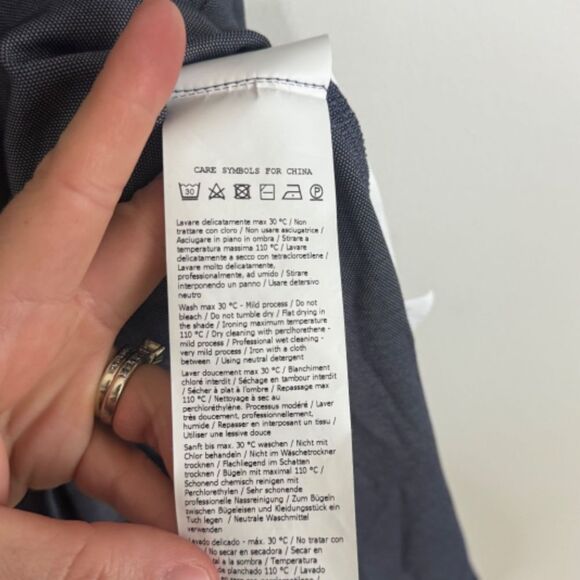 CARE SYMBOLS FOR CHINA
30
P
Lavare delicatamente max 30 °C / Non
trattare con cloro / Non usare asciugatrice /
Asciugare in piano in ombra / Stirare a
temperatura massima 110 °C / Lavare
delicatamente a secco con tetracloroetilene /
Lavare molto delicatamente,
professionalmente, ad umido / Stirare
interponendo un panno / Usare detersivo
neutro
Wash max 30 °C - Mild process / Do not
bleach / Do not tumble dry / Flat drying in
the shade / Ironing maximum temperature
110 °C / Dry cleaning with perclhorethene -
mild process / Professional wet cleaning -
very mild process / Iron with a cloth
between / Using neutral detergent
Laver doucement max 30 °C / Blanchiment
chloré interdit / Séchage en tambour interdit
/ Sécher à plat à l'ombre / Repassage max
110 °C / Nettoyage à sec au
perchloréthylène. Processus modéré / Laver
très doucement, professionnellement,
humide / Repasser en interposant un tissu /
Utiliser une lessive douce
Sanft bis max. 30 °C waschen / Nicht mit
Chlor behandeln / Nicht im Wäschetrockner
trocknen / Flachliegend im Schatten
trocknen / Bügeln mit maximal 110 °C /
Schonend chemisch reinigen mit
Perchlorethylen / Sehr schonende
professionelle Nassreinigung / Zum Bügeln
zwischen Bügeleisen und Kleidungsstück ein
Tuch legen / Neutrale Waschmittel
verwenden
Lavado delicado - máx. 30 °C / No tratar con
/ No secar en secadora / Secar en
a la sombra / Temperatura
planchado 110 °C /